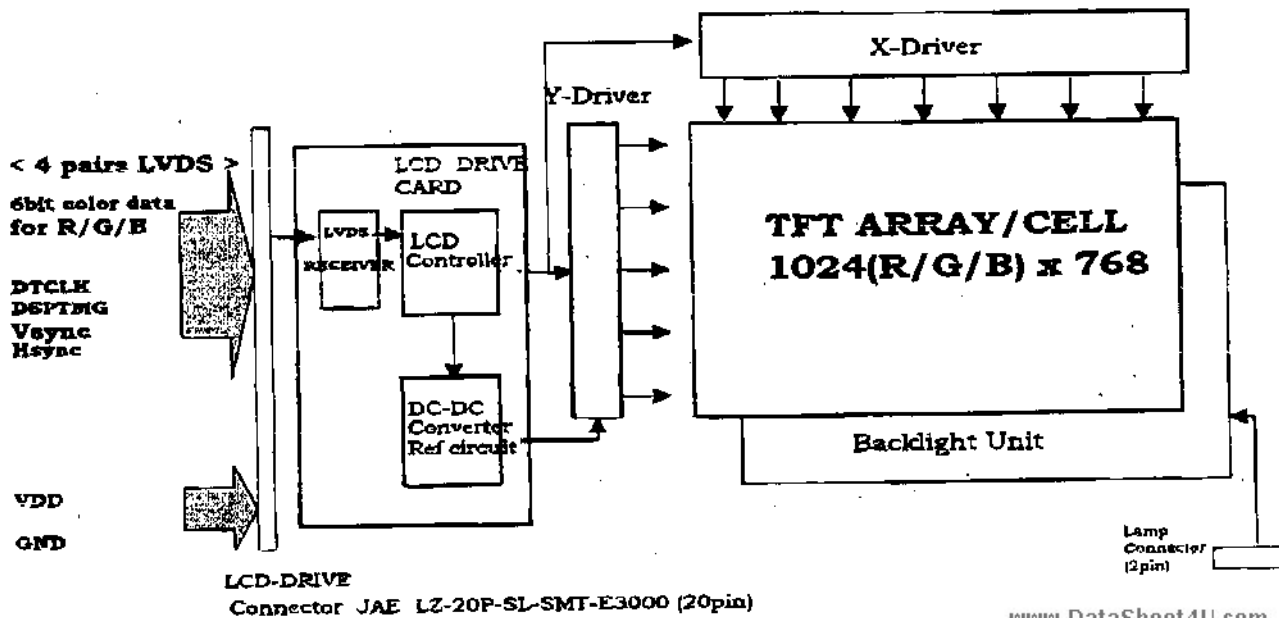 X-Driver
Y-Driver
< 4 pairs LVDS >
6bit color data
for R/G/B
DTCLK
DSPTMG
Vsync
Hsync
VDD
GND
LCD DRIVE
CARD
LVDS
RECEIVER
LCD
Controller
DC-DC
Converter
Ref circuit
TFT ARRAY/CELL
1024(R/G/B) x 768
Backlight Unit
Lamp
Connector
(2pin)
LCD-DRIVE
Connector JAE LZ-20P-SL-SMT-E3000 (20pin)
www.DataSheet4U.com